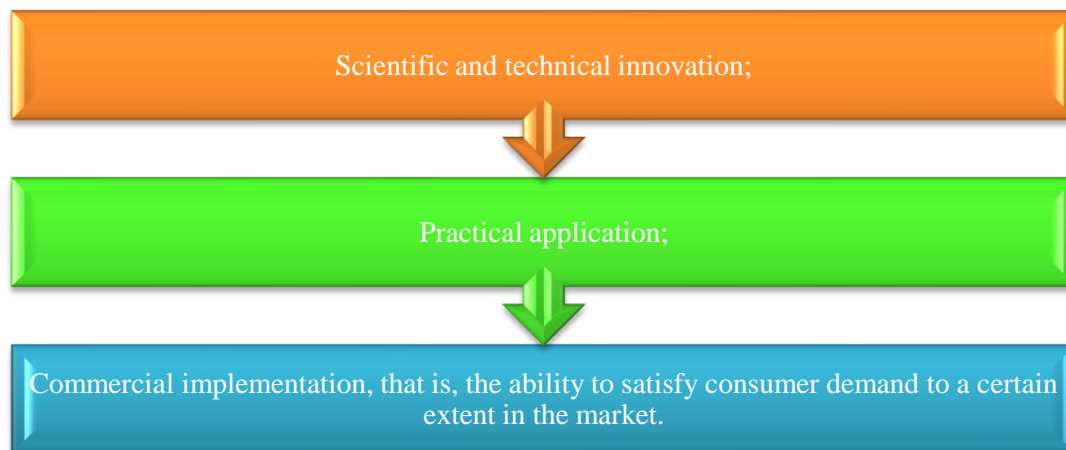 Scientific and technical innovation;
Practical application;
Commercial implementation, that is, the ability to satisfy consumer demand to a certain
extent in the market.